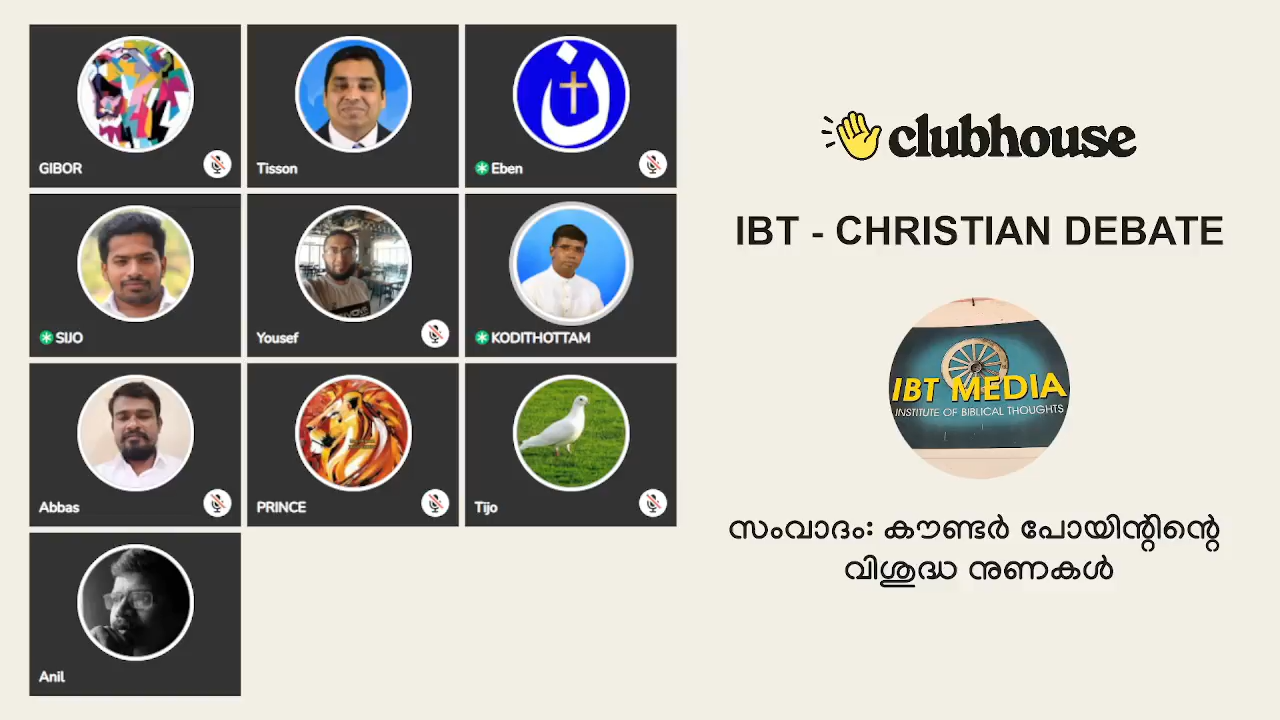 GIBOR
Tisson
Eben
SIJO
Yousef
KODITHOTTAM
Abbas
PRINCE
Tijo
Anil
clubhouse
IBT - CHRISTIAN DEBATE
IBT MEDIA
INSTITUTE OF BIBLICAL THOUGHTS
സംവാദം: കൗണ്ടർ പോയിന്റിന്റെ
വിശുദ്ധ നുണകൾ
ن